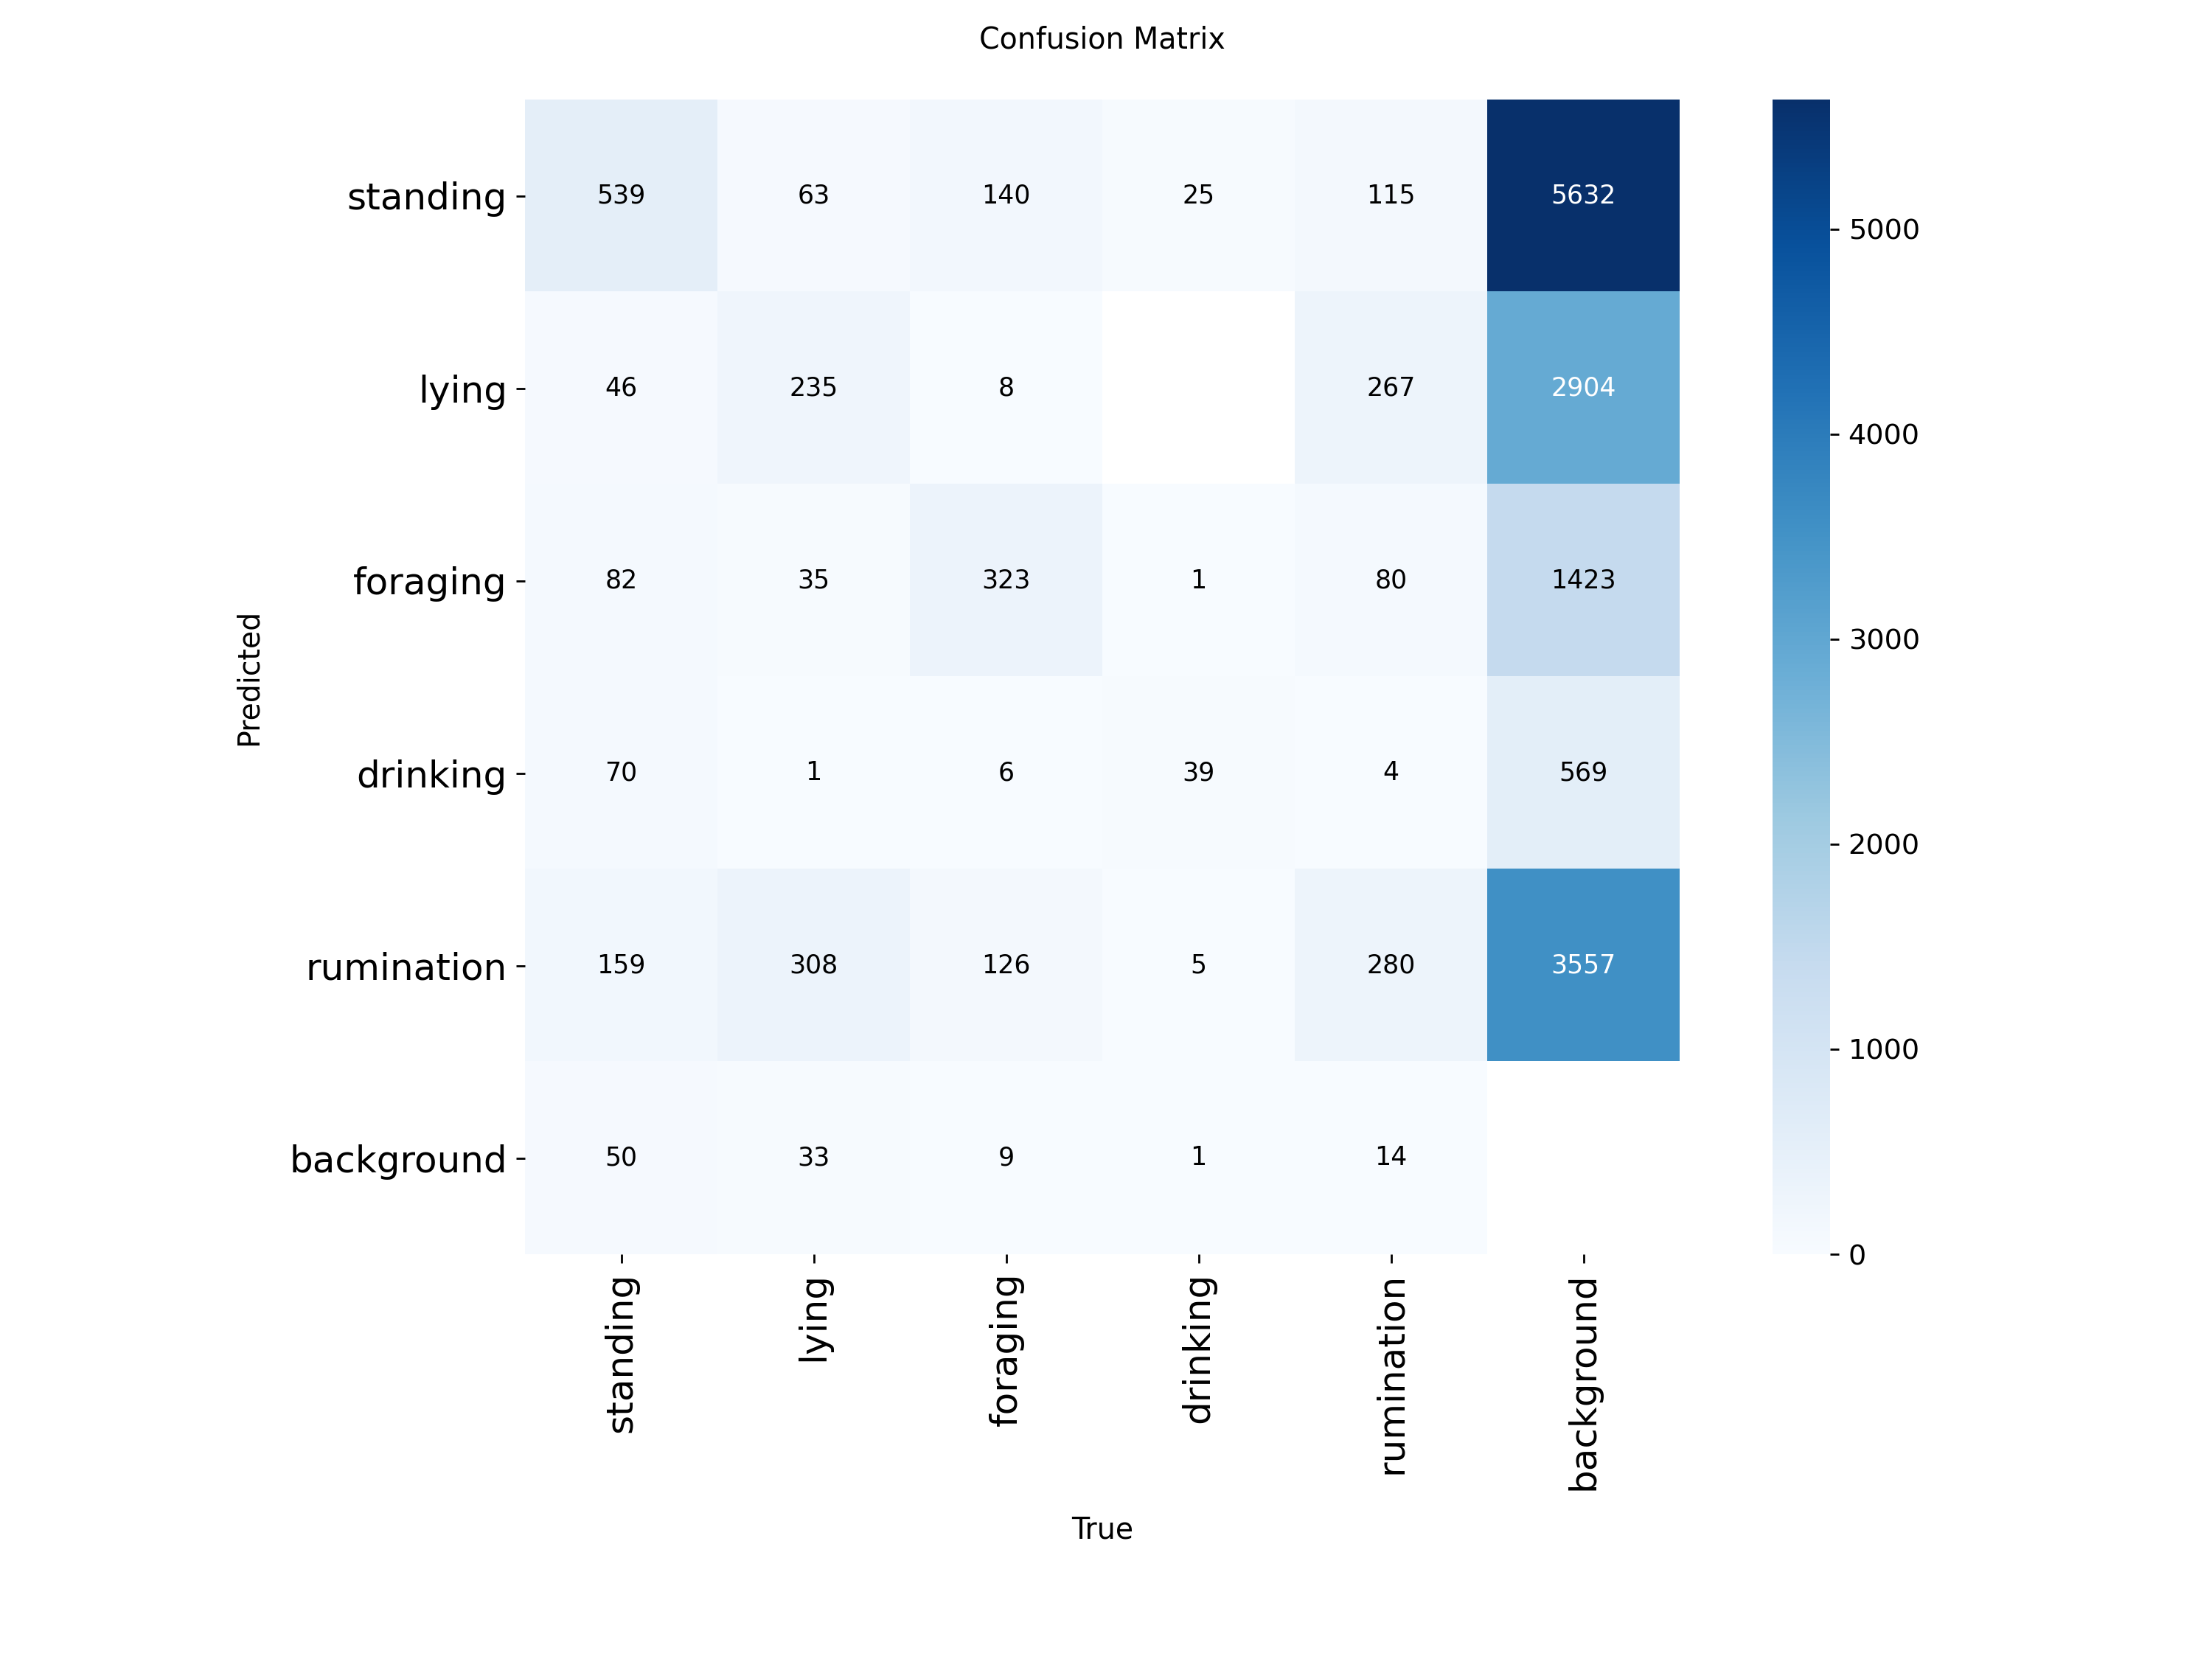 Confusion Matrix
standing 539 63 140 25 115 5632
lying 46 235 8 267 2904
foraging 82 35 323 1 80 1423
drinking 70 1 6 39 4 569
rumination 159 308 126 5 280 3557
background 50 33 9 1 14
Predicted
standing
lying
foraging
drinking
rumination
background
True
5000
4000
3000
2000
1000
0